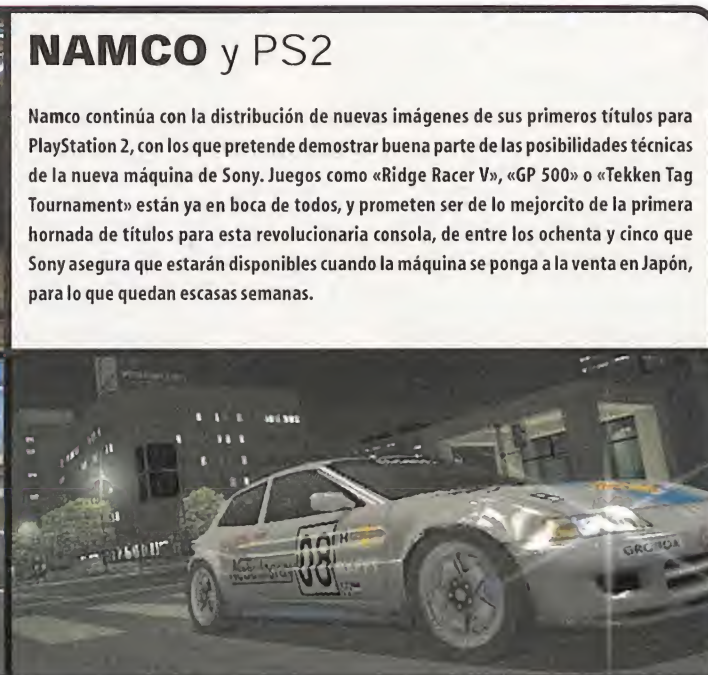 NAMCO y PS2
Namco continúa con la distribución de nuevas imágenes de sus primeros títulos para
PlayStation 2, con los que pretende demostrar buena parte de las posibilidades técnicas
de la nueva máquina de Sony. Juegos como «Ridge Racer V», «GP 500» o «Tekken Tag
Tournament» están ya en boca de todos, y prometen ser de lo mejorcito de la primera
hornada de títulos para esta revolucionaria consola, de entre los ochenta y cinco que
Sony asegura que estarán disponibles cuando la máquina se ponga a la venta en Japón,
para lo que quedan escasas semanas.
08